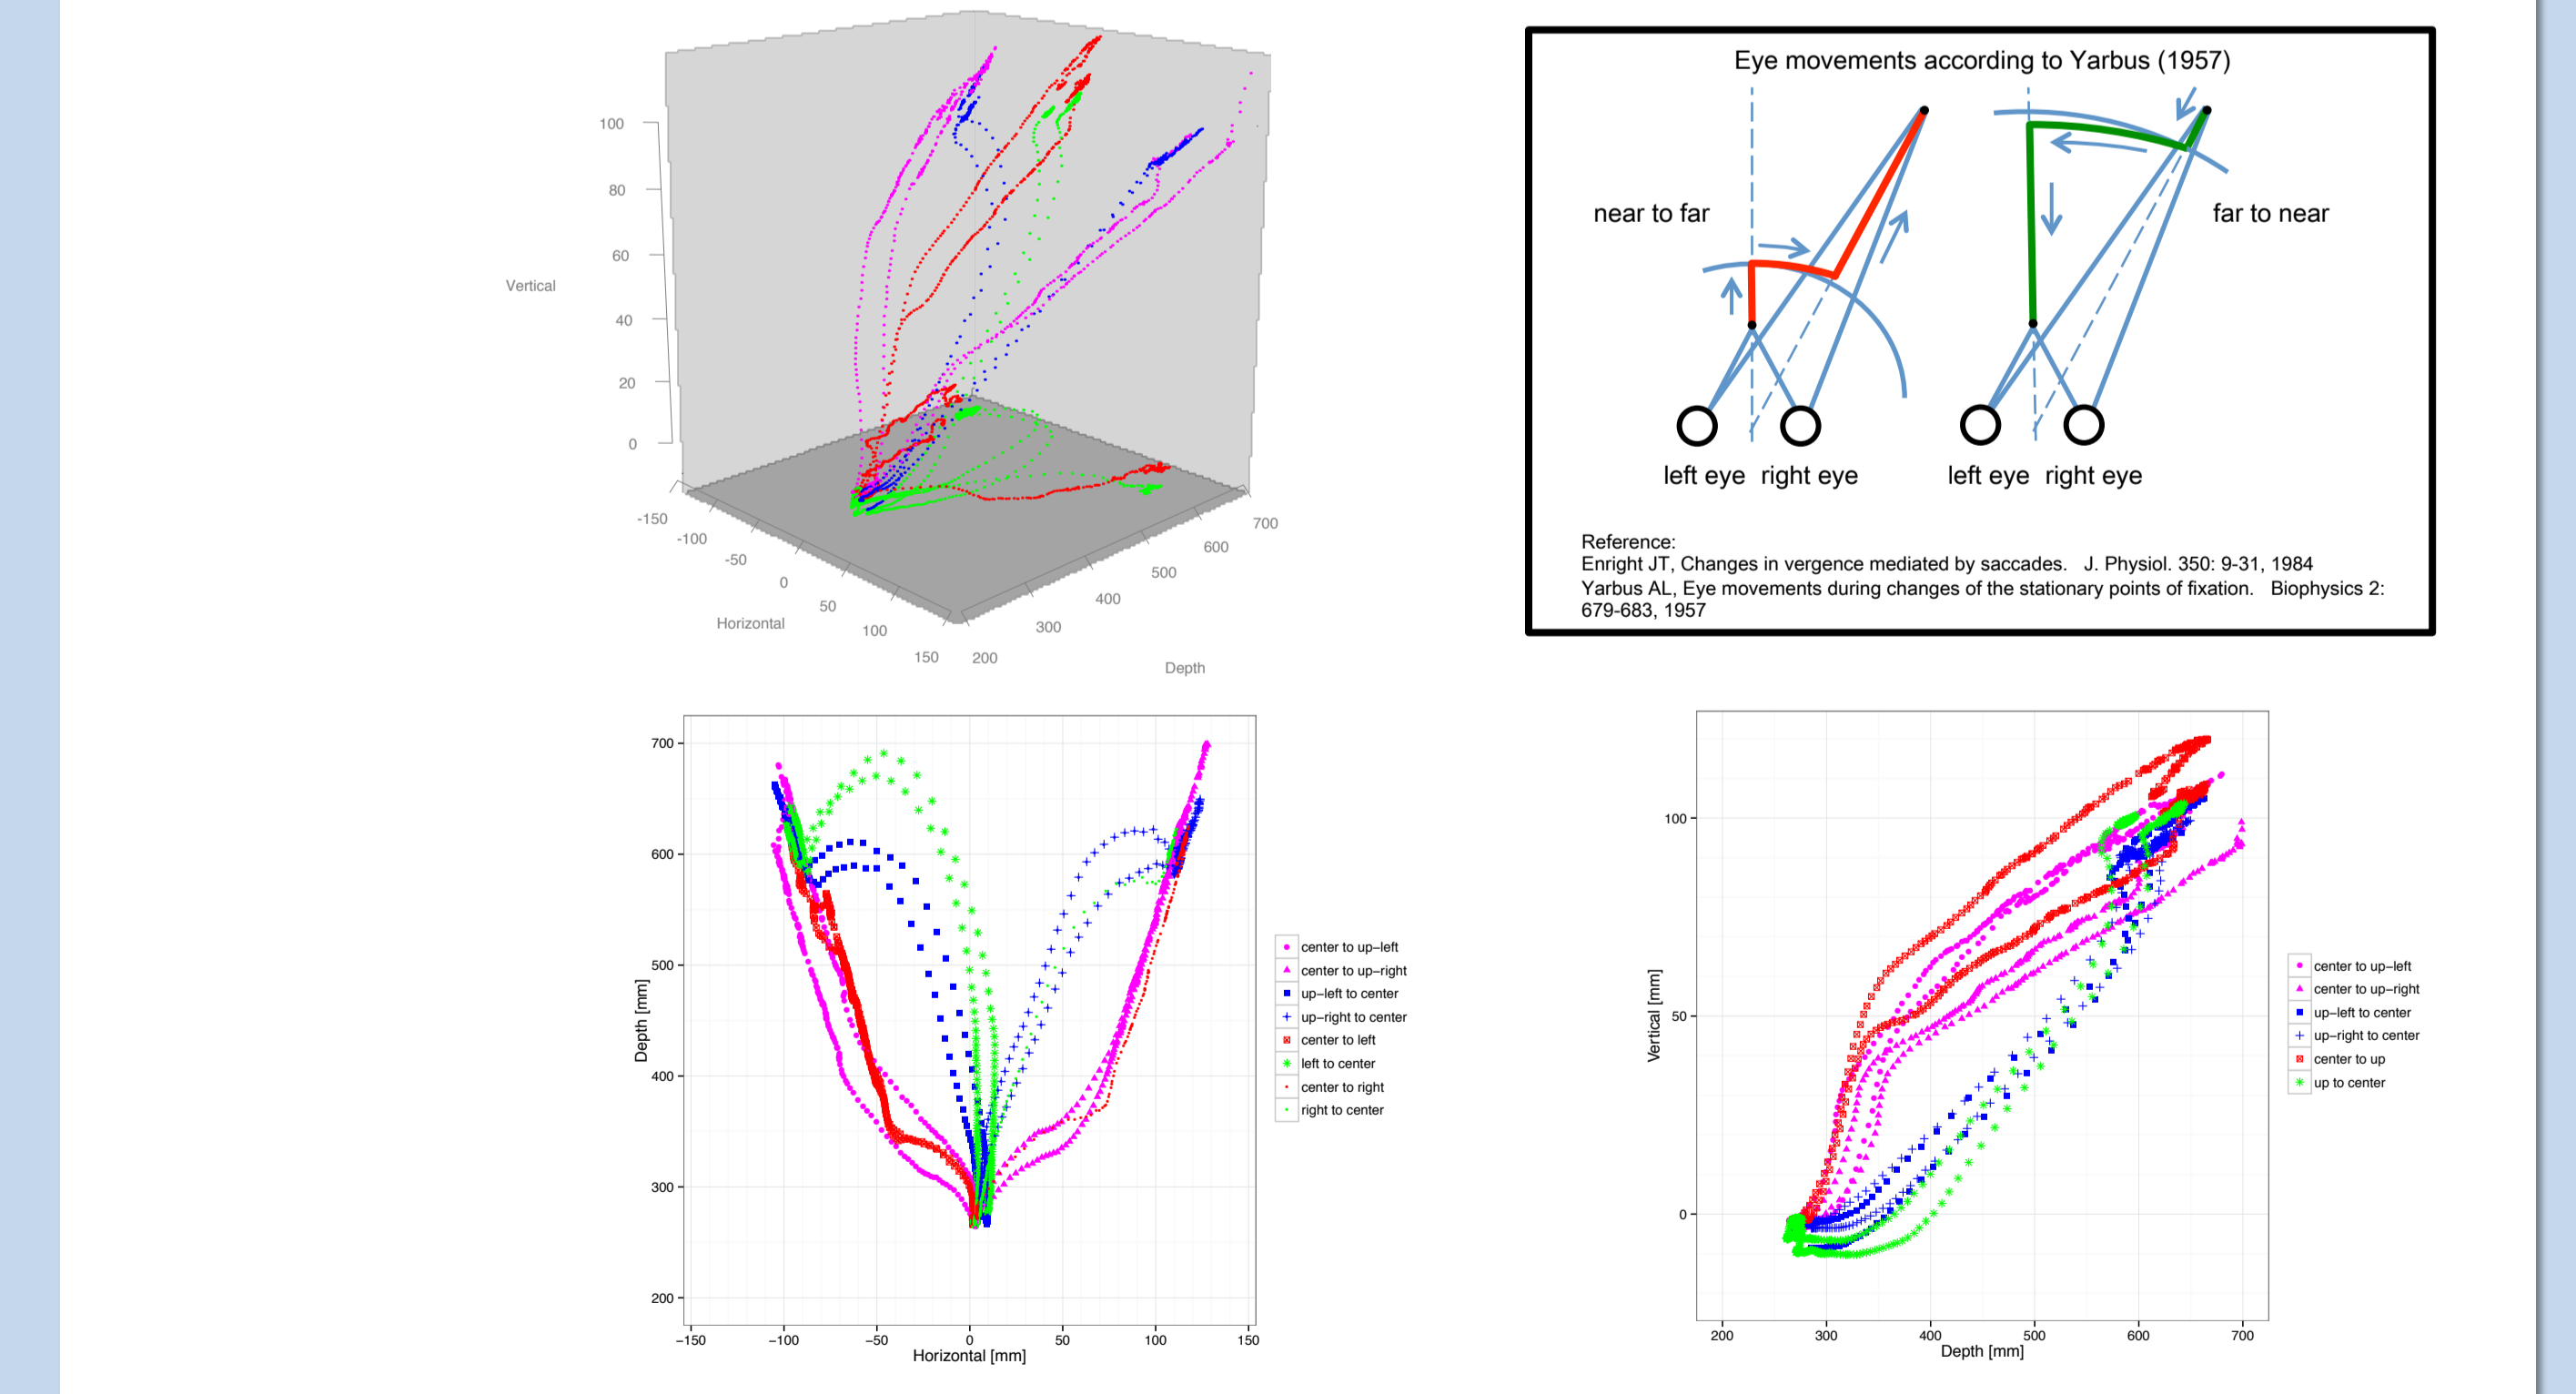 100
80
Vertical
60
40
20
0
-150
-100
-50
0
50
Horizontal
100
150
200
300
400
500
600
700
Depth
Eye movements according to Yarbus (1957)
near to far
far to near
left eye right eye
left eye right eye
Reference:
Enright JT, Changes in vergence mediated by saccades. J. Physiol. 350: 9-31, 1984
Yarbus AL, Eye movements during changes of the stationary points of fixation. Biophysics 2:
679-683, 1957
700
600
500
400
300
200
Depth [mm]
−150
−100
−50
0
50
100
150
Horizontal [mm]
center to up−left
center to up−right
up−left to center
up−right to center
center to left
left to center
center to right
right to center
100
50
0
Vertical [mm]
200
300
400
500
600
700
Depth [mm]
center to up−left
center to up−right
up−left to center
up−right to center
center to up
up to center